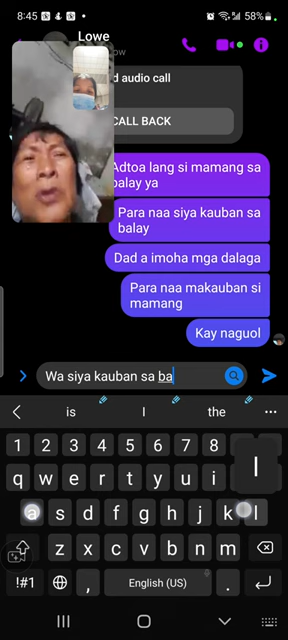 8:45
58%
Lowe
ow
d audio call
CALL BACK
Adtoa lang si mamang sa
balay ya
Para naa siya kauban sa
balay
Dad a imoha mga dalaga
Para naa makauban si
mamang
Kay naguol
Wa siya kauban sa ba
is I the
1 2 3 4 5 6 7 8
q w e r t y u i
l
a s d f g h j k l
z x c v b n m
!#1 , English (US) .